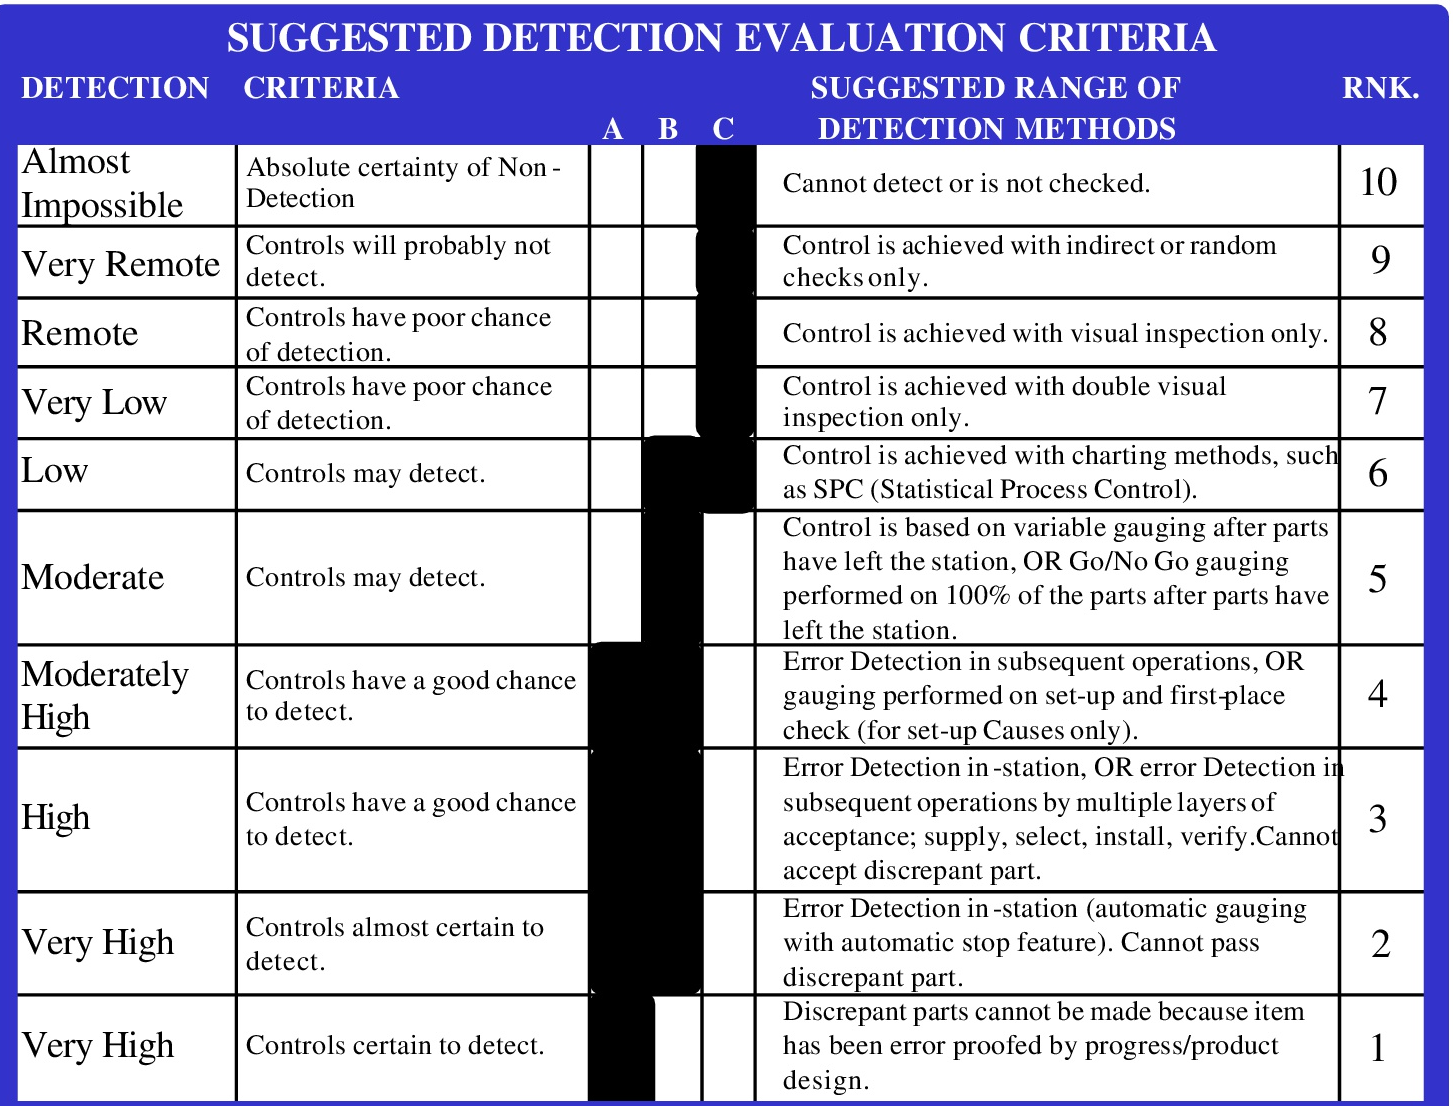 SUGGESTED DETECTION EVALUATION CRITERIA
DETECTION CRITERIA SUGGESTED RANGE OF RNK.
A B C DETECTION METHODS
Almost
Impossible
Absolute certainty of Non-
Detection
Cannot detect or is not checked.
10
Very Remote
Controls will probably not
detect.
Control is achieved with indirect or random
checks only.
9
Remote
Controls have poor chance
of detection.
Control is achieved with visual inspection only.
8
Very Low
Controls have poor chance
of detection.
Control is achieved with double visual
inspection only.
7
Low
Controls may detect.
Control is achieved with charting methods, such
as SPC (Statistical Process Control).
6
Moderate
Controls may detect.
Control is based on variable gauging after parts
have left the station, OR Go/No Go gauging
performed on 100% of the parts after parts have
left the station.
5
Moderately
High
Controls have a good chance
to detect.
Error Detection in subsequent operations, OR
gauging performed on set-up and first-place
check (for set-up Causes only).
4
High
Controls have a good chance
to detect.
Error Detection in-station, OR error Detection in
subsequent operations by multiple layers of
acceptance; supply, select, install, verify.Cannot
accept discrepant part.
3
Very High
Controls almost certain to
detect.
Error Detection in-station (automatic gauging
with automatic stop feature). Cannot pass
discrepant part.
2
Very High
Controls certain to detect.
Discrepant parts cannot be made because item
has been error proofed by progress/product
design.
1